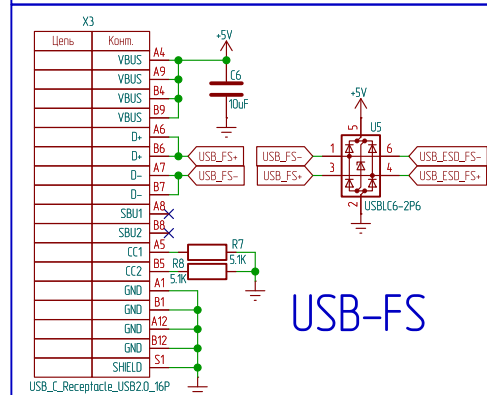 X3
Цепь Конт.
VBUS A4
VBUS A9
VBUS B4
VBUS B9
D+ A6
D+ B6 USB_FS+
D- A7 USB_FS-
D- B7
SBU1 A8
SBU2 B8
CC1 A5 R7 5.1K
CC2 B5 R8 5.1K
GND A1
GND B1
GND A12
GND B12
SHIELD S1
USB_C_Receptacle_USB2.0_16P
+5V
C6
10uF
+5V
5 U5
USB_FS- 1 6 USB_ESD_FS-
USB_FS+ 3 4 USB_ESD_FS+
2 USBLC6-2P6
USB-FS